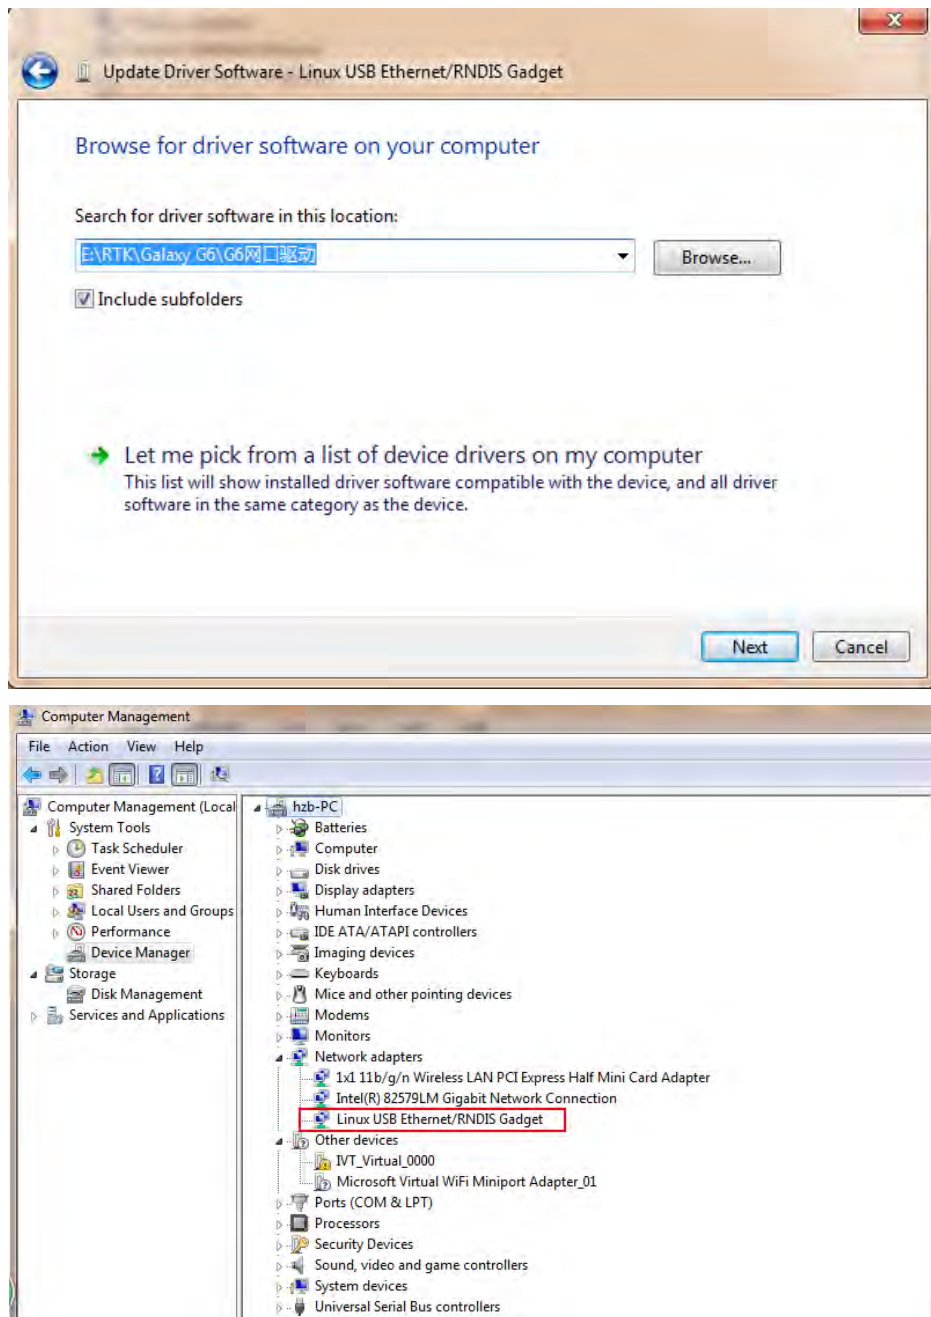 Update Driver Software - Linux USB Ethernet/RNDIS Gadget
Browse for driver software on your computer
Search for driver software in this location:
E:\RTK\Galaxy G6\G6网口驱动
Browse...
Include subfolders
Let me pick from a list of device drivers on my computer
This list will show installed driver software compatible with the device, and all driver
software in the same category as the device.
Next
Cancel
Computer Management
File Action View Help
Computer Management (Local
System Tools
Task Scheduler
Event Viewer
Shared Folders
Local Users and Groups
Performance
Device Manager
Storage
Disk Management
Services and Applications
hzb-PC
Batteries
Computer
Disk drives
Display adapters
Human Interface Devices
IDE ATA/ATAPI controllers
Imaging devices
Keyboards
Mice and other pointing devices
Modems
Monitors
Network adapters
1x1 11b/g/n Wireless LAN PCI Express Half Mini Card Adapter
Intel(R) 82579LM Gigabit Network Connection
Linux USB Ethernet/RNDIS Gadget
Other devices
IVT_Virtual_0000
Microsoft Virtual WiFi Miniport Adapter_01
Ports (COM & LPT)
Processors
Security Devices
Sound, video and game controllers
System devices
Universal Serial Bus controllers